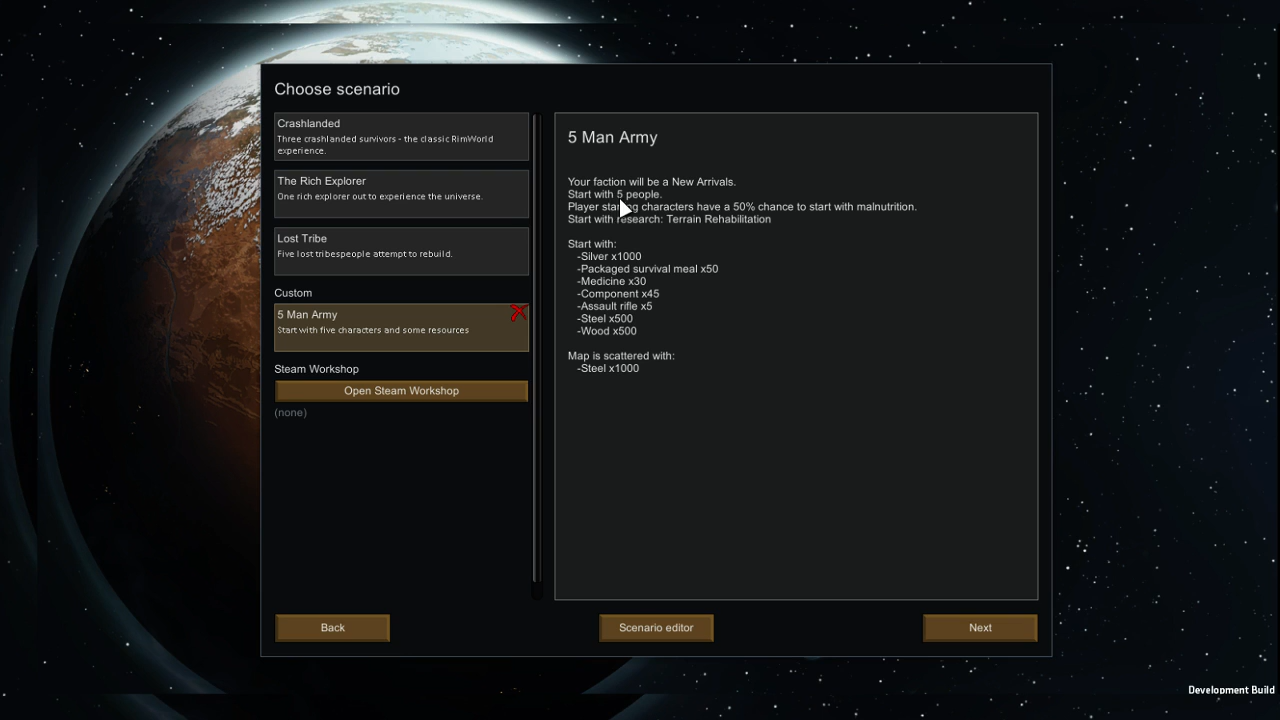 Choose scenario
Crashlanded
Three crashlanded survivors - the classic RimWorld
experience.
The Rich Explorer
One rich explorer out to experience the universe.
Lost Tribe
Five lost tribespeople attempt to rebuild.
Custom
5 Man Army
Start with five characters and some resources
Steam Workshop
Open Steam Workshop
(none)
5 Man Army
Your faction will be a New Arrivals.
Start with 5 people.
Player characters have a 50% chance to start with malnutrition.
Start with research: Terrain Rehabilitation
Start with:
-Silver x1000
-Packaged survival meal x50
-Medicine x30
-Component x45
-Assault rifle x5
-Steel x500
-Wood x500
Map is scattered with:
-Steel x1000
Back
Scenario editor
Next
Development Build